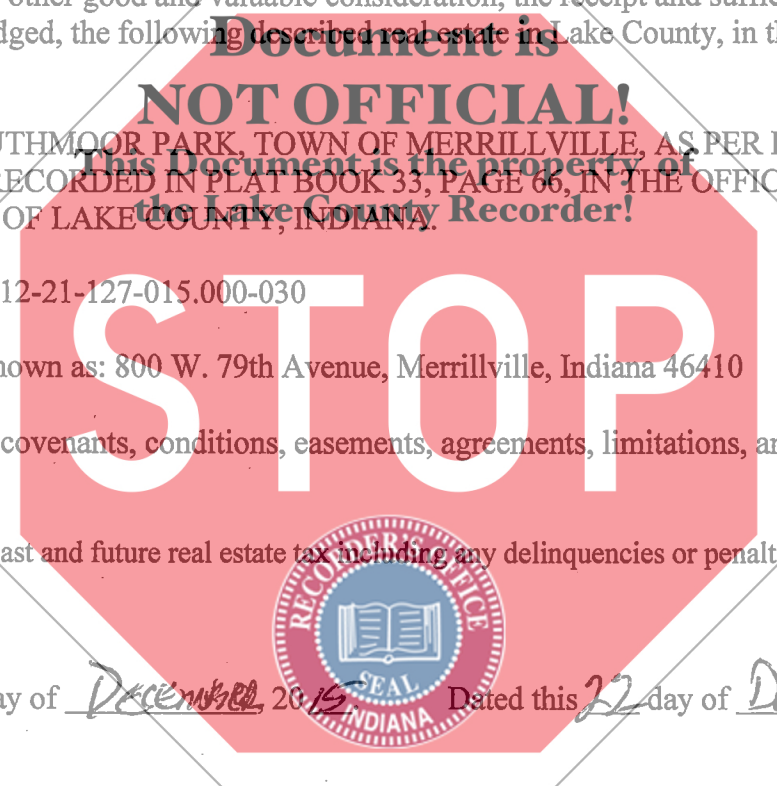 other good and valuable consideration, the receipt and suffi
dged, the following described real estate in Lake County, in t
Document is
NOT OFFICIAL!
This Document is the property of
the Lake County Recorder!
UTHMOOR PARK, TOWN OF MERRILLVILLE, AS PER
RECORDED IN PLAT BOOK 33, PAGE 66, IN THE OFFIC
OF LAKE COUNTY, INDIANA.
12-21-127-015.000-030
nown as: 800 W. 79th Avenue, Merrillville, Indiana 46410
STOP
covenants, conditions, easements, agreements, limitations, an
ast and future real estate tax including any delinquencies or penalt
RECORDER'S OFFICE
SEAL
INDIANA
ay of December, 2015. Dated this 22 day of D